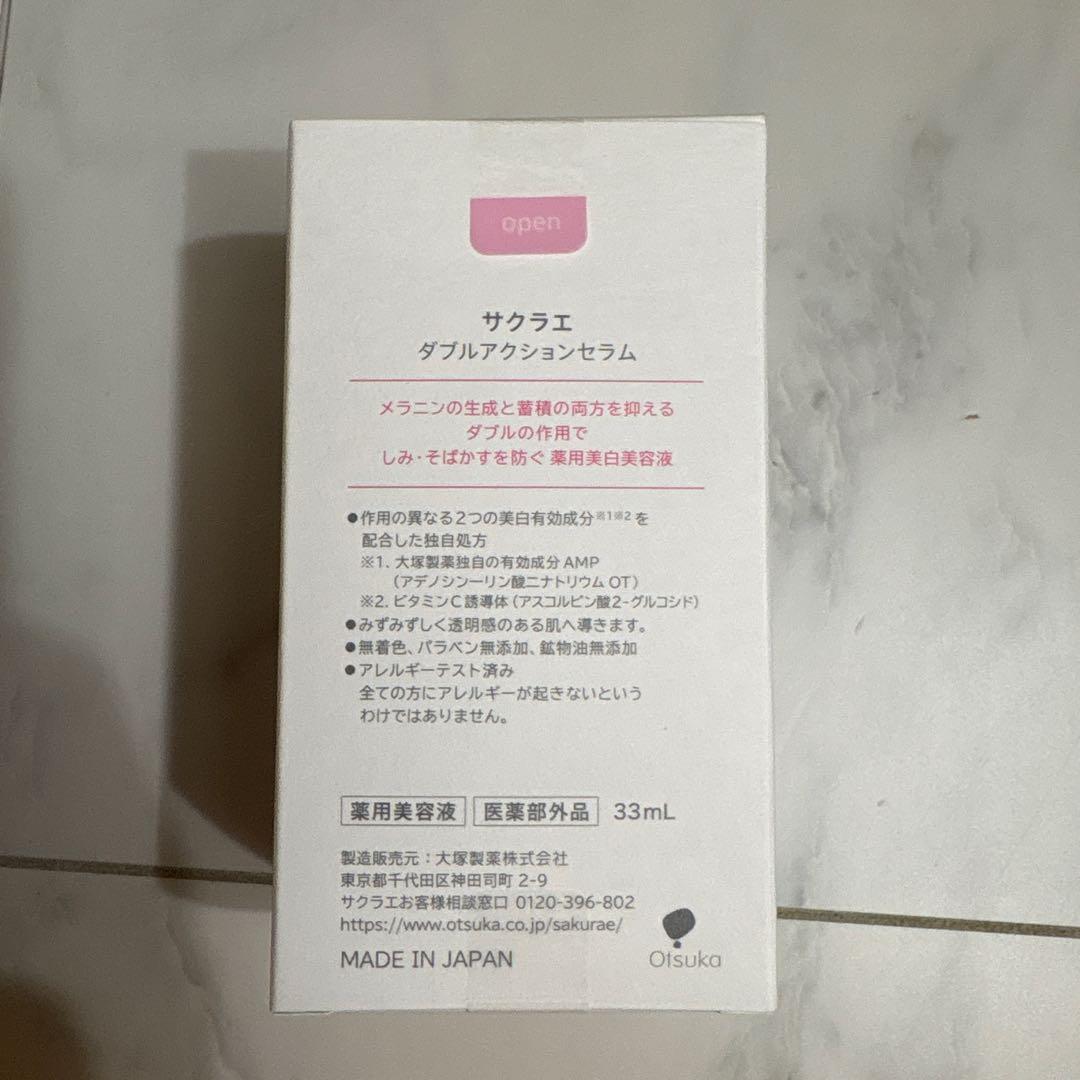 open
サクラエ
ダブルアクションセラム
メラニンの生成と蓄積の両方を抑える
ダブルの作用で
しみ・そばかすを防ぐ 薬用美白美容液
●作用の異なる2つの美白有効成分※1※2を
配合した独自処方
※1. 大塚製薬独自の有効成分 AMP
（アデノシン一リン酸二ナトリウム OT）
※2. ビタミンC誘導体（アスコルビン酸2-グルコシド）
●みずみずしく透明感のある肌へ導きます。
●無着色、パラベン無添加、鉱物油無添加
●アレルギーテスト済み
全ての方にアレルギーが起きないという
わけではありません。
薬用美容液 医薬部外品 33mL
製造販売元：大塚製薬株式会社
東京都千代田区神田司町 2-9
サクラエお客様相談窓口 0120-396-802
https://www.otsuka.co.jp/sakurae/
MADE IN JAPAN
Otsuka